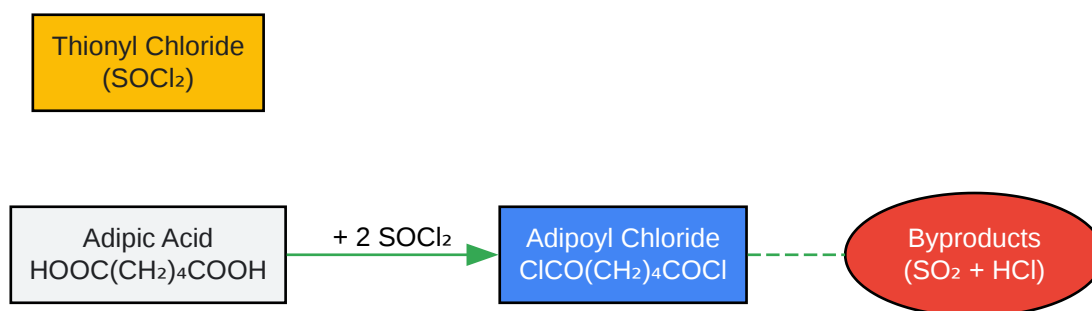 Thionyl Chloride
(SOCl₂)
Adipic Acid
HOOC(CH₂)₄COOH
+ 2 SOCl₂
Adipoyl Chloride
ClCO(CH₂)₄COCl
Byproducts
(SO₂ + HCl)